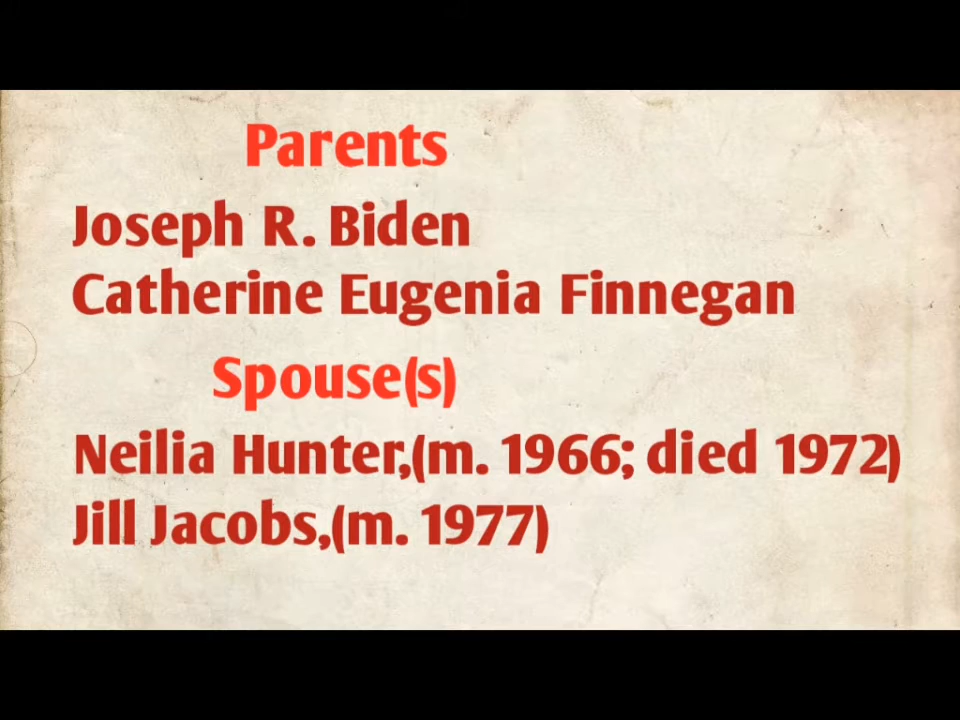 Parents
Joseph R. Biden
Catherine Eugenia Finnegan
Spouse(s)
Neilia Hunter,(m. 1966; died 1972)
Jill Jacobs,(m. 1977)